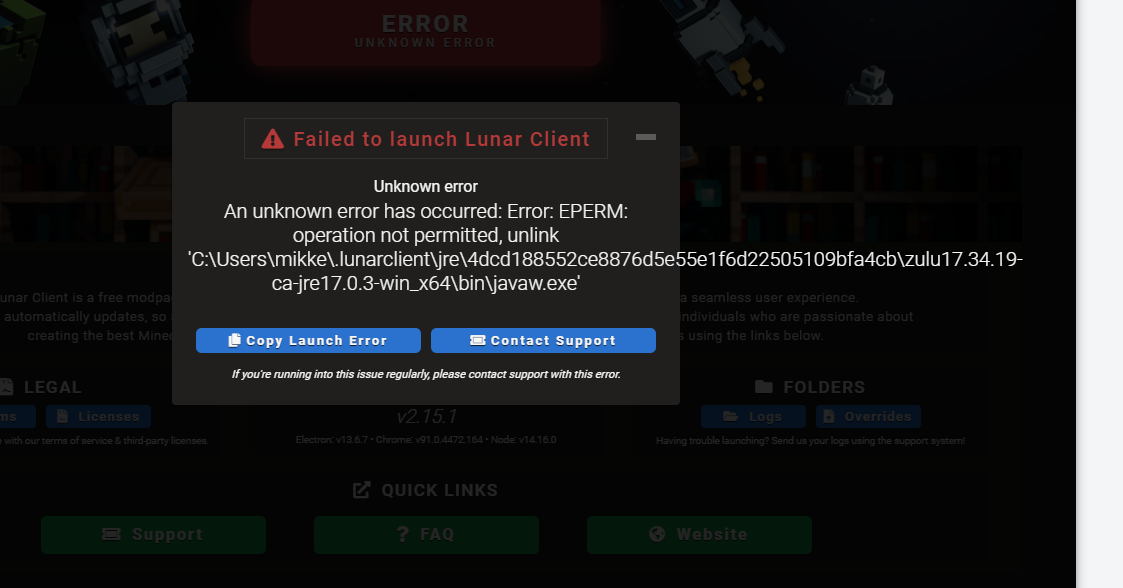 ERROR
UNKNOWN ERROR
Failed to launch Lunar Client
Unknown error
An unknown error has occurred: Error: EPERM:
operation not permitted, unlink
'C:\Users\mikke\.lunarclient\jre\4dcd188552ce8876d5e55e1f6d22505109bfa4cb\zulu17.34.19-
ca-jre17.0.3-win_x64\bin\javaw.exe'
Copy Launch Error
Contact Support
If you're running into this issue regularly, please contact support with this error.
unar Client is a free modpa
a seamless user experience.
automatically updates, so
individuals who are passionate about
creating the best Minec
s using the links below.
LEGAL
ms
Licenses
with our terms of service & third-party licenses.
v2.15.1
Electron: v13.6.7 • Chrome: v91.0.4472.164 • Node: v14.16.0
FOLDERS
Logs
Overrides
Having trouble launching? Send us your logs using the support system!
QUICK LINKS
Support
FAQ
Website